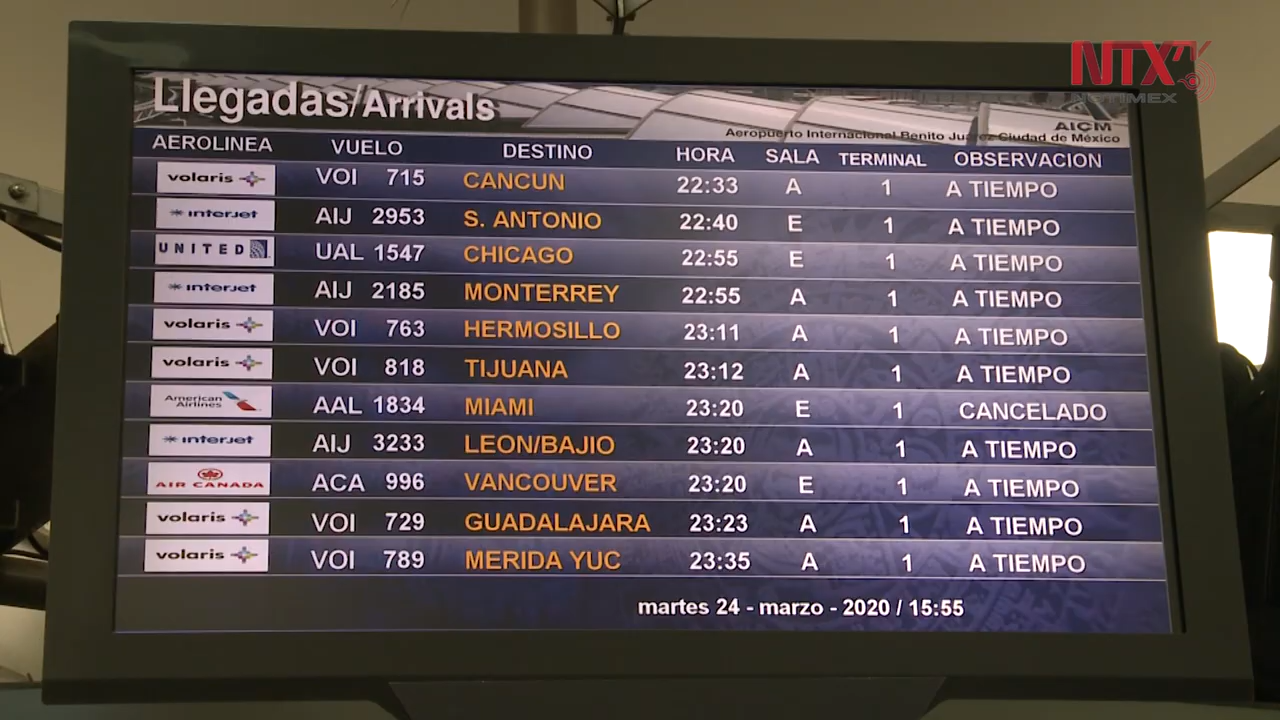 NTX TV
NOTIMEX
Llegadas/Arrivals
AICM
Aeropuerto Internacional Benito Juárez Ciudad de México
AEROLINEA VUELO DESTINO HORA SALA TERMINAL OBSERVACION
volaris VOI 715 CANCUN 22:33 A 1 A TIEMPO
interjet AIJ 2953 S. ANTONIO 22:40 E 1 A TIEMPO
UNITED UAL 1547 CHICAGO 22:55 E 1 A TIEMPO
interjet AIJ 2185 MONTERREY 22:55 A 1 A TIEMPO
volaris VOI 763 HERMOSILLO 23:11 A 1 A TIEMPO
volaris VOI 818 TIJUANA 23:12 A 1 A TIEMPO
American Airlines AAL 1834 MIAMI 23:20 E 1 CANCELADO
interjet AIJ 3233 LEON/BAJIO 23:20 A 1 A TIEMPO
AIR CANADA ACA 996 VANCOUVER 23:20 E 1 A TIEMPO
volaris VOI 729 GUADALAJARA 23:23 A 1 A TIEMPO
volaris VOI 789 MERIDA YUC 23:35 A 1 A TIEMPO
martes 24 - marzo - 2020 / 15:55